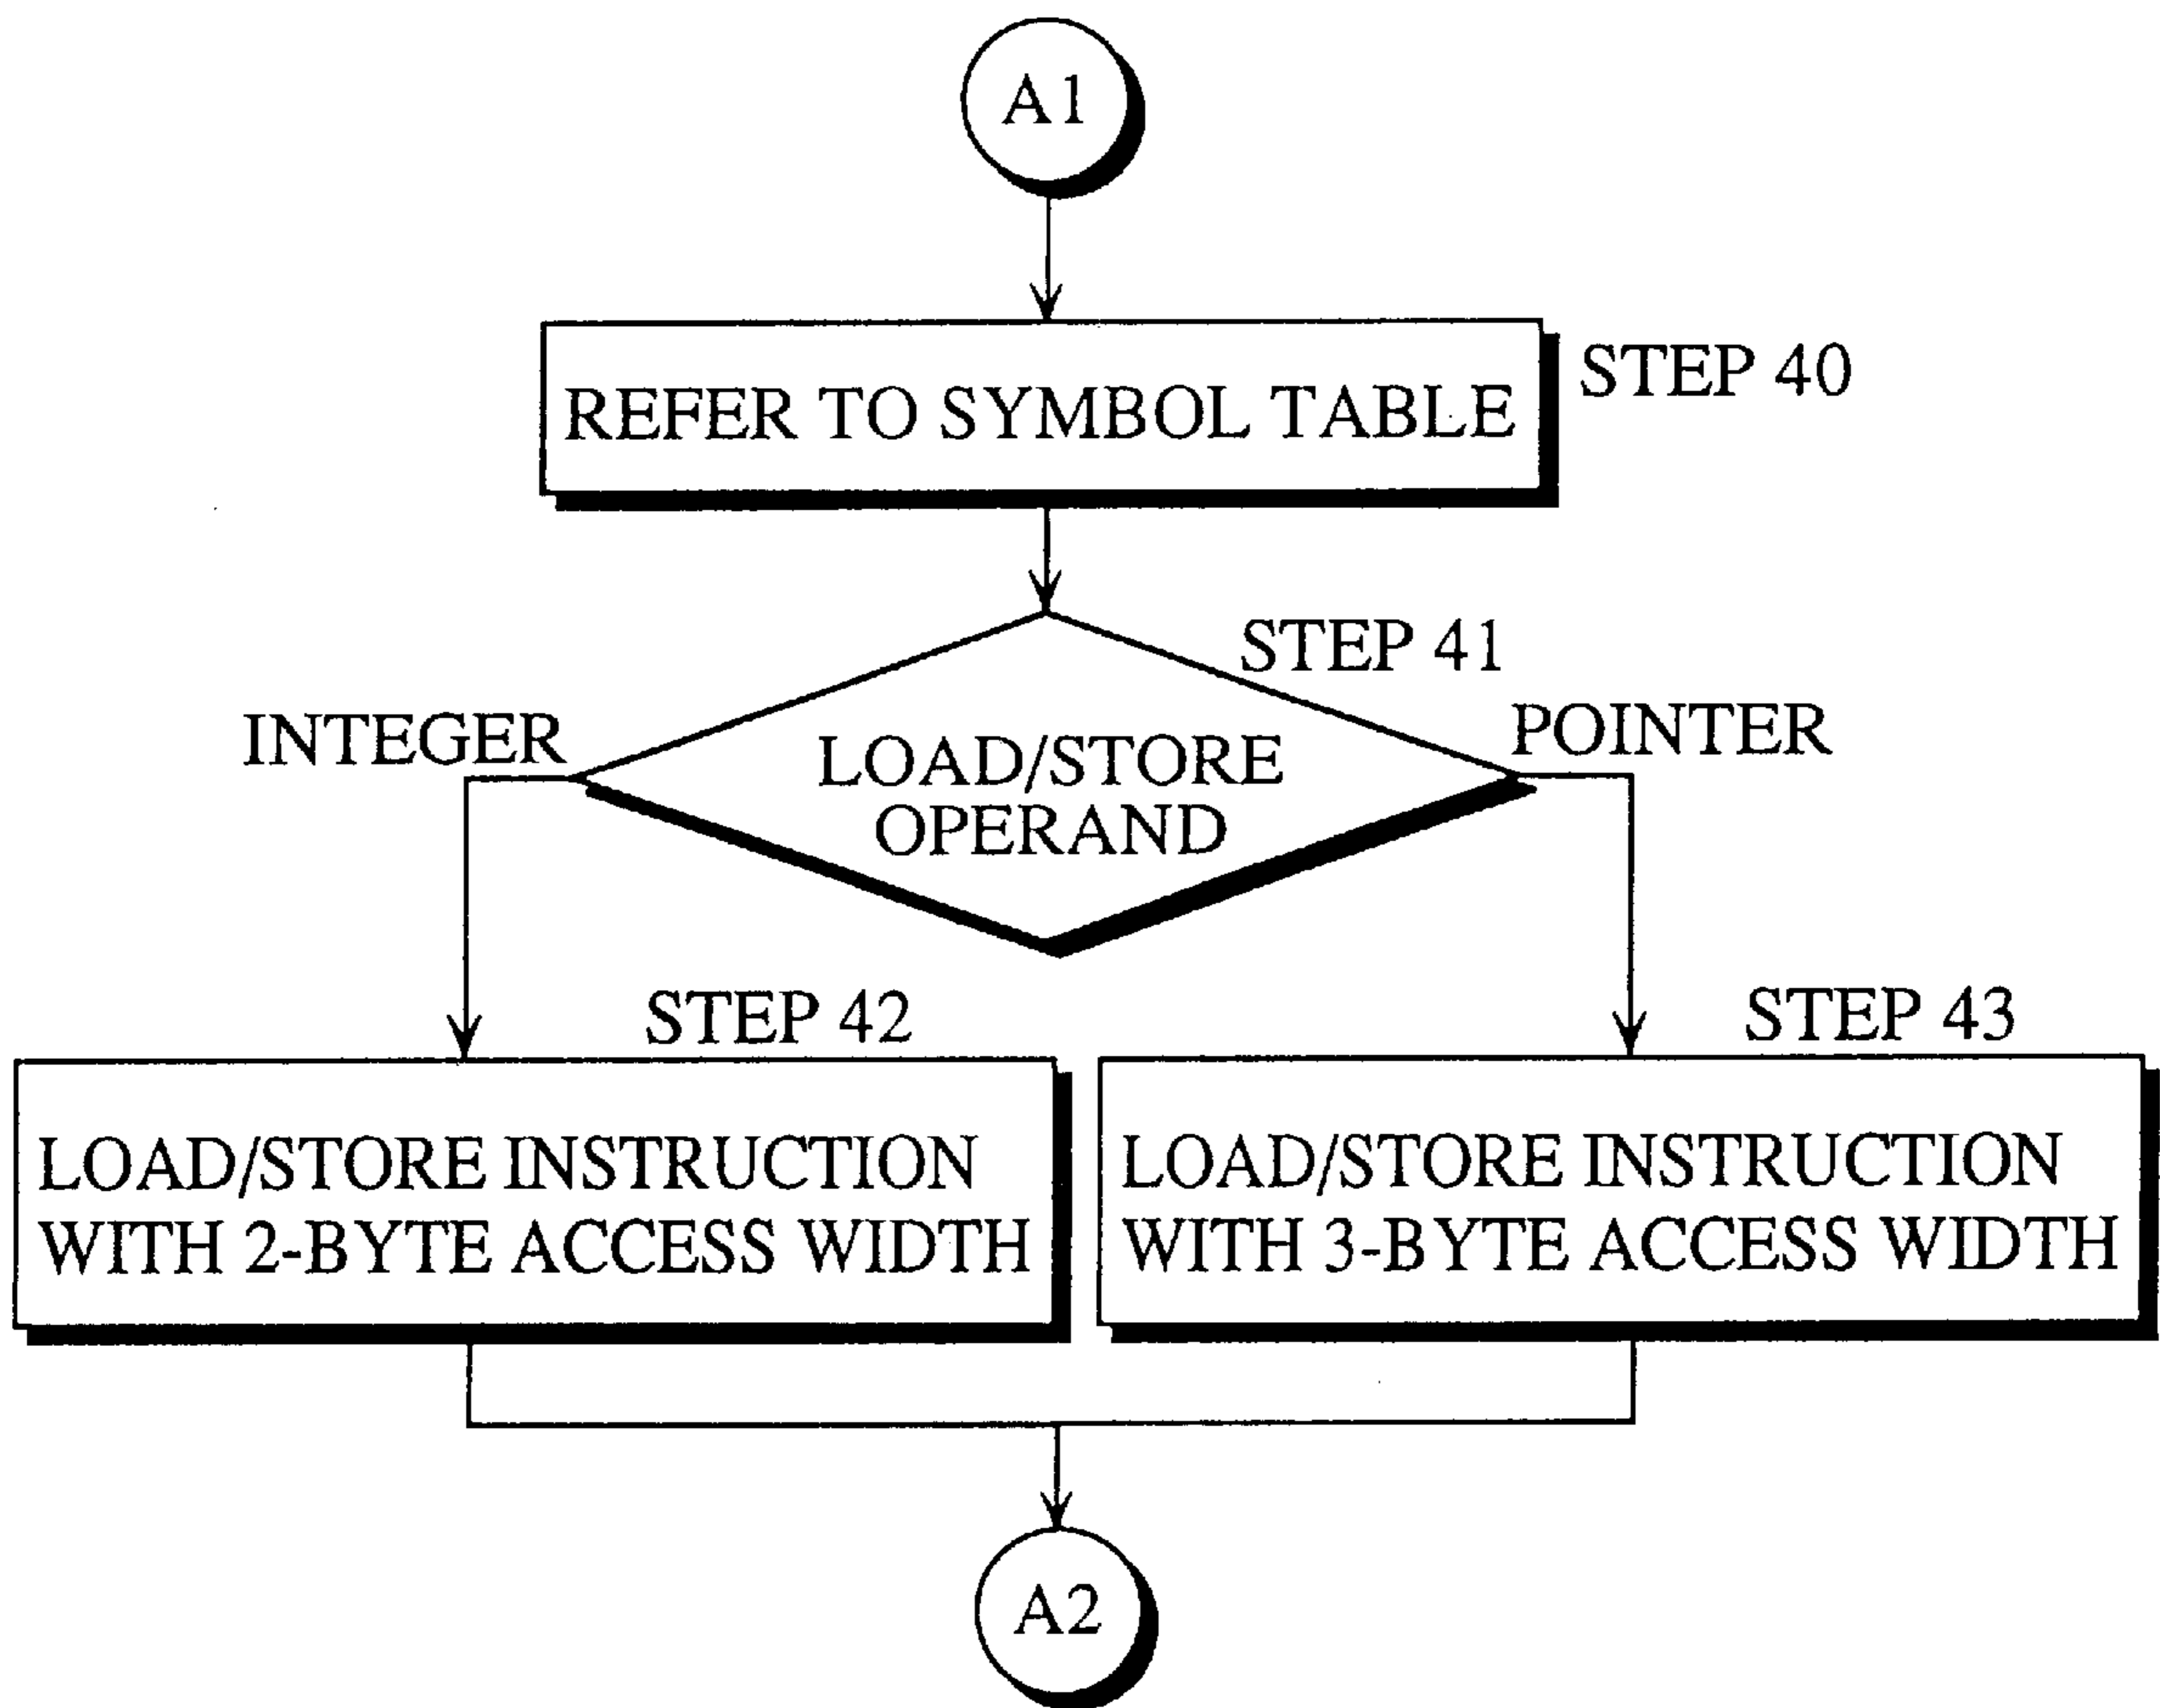 A1
REFER TO SYMBOL TABLE
STEP 40
STEP 41
INTEGER
POINTER
LOAD/STORE
OPERAND
STEP 42
LOAD/STORE INSTRUCTION
WITH 2-BYTE ACCESS WIDTH
STEP 43
LOAD/STORE INSTRUCTION
WITH 3-BYTE ACCESS WIDTH
A2